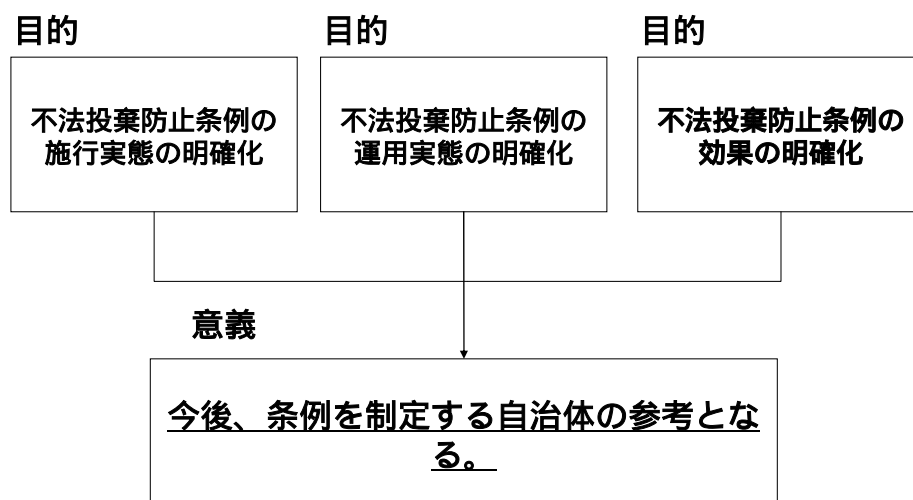 目的
不法投棄防止条例の
施行実態の明確化
目的
不法投棄防止条例の
運用実態の明確化
目的
不法投棄防止条例の
効果の明確化
意義
今後、条例を制定する自治体の参考とな
る。